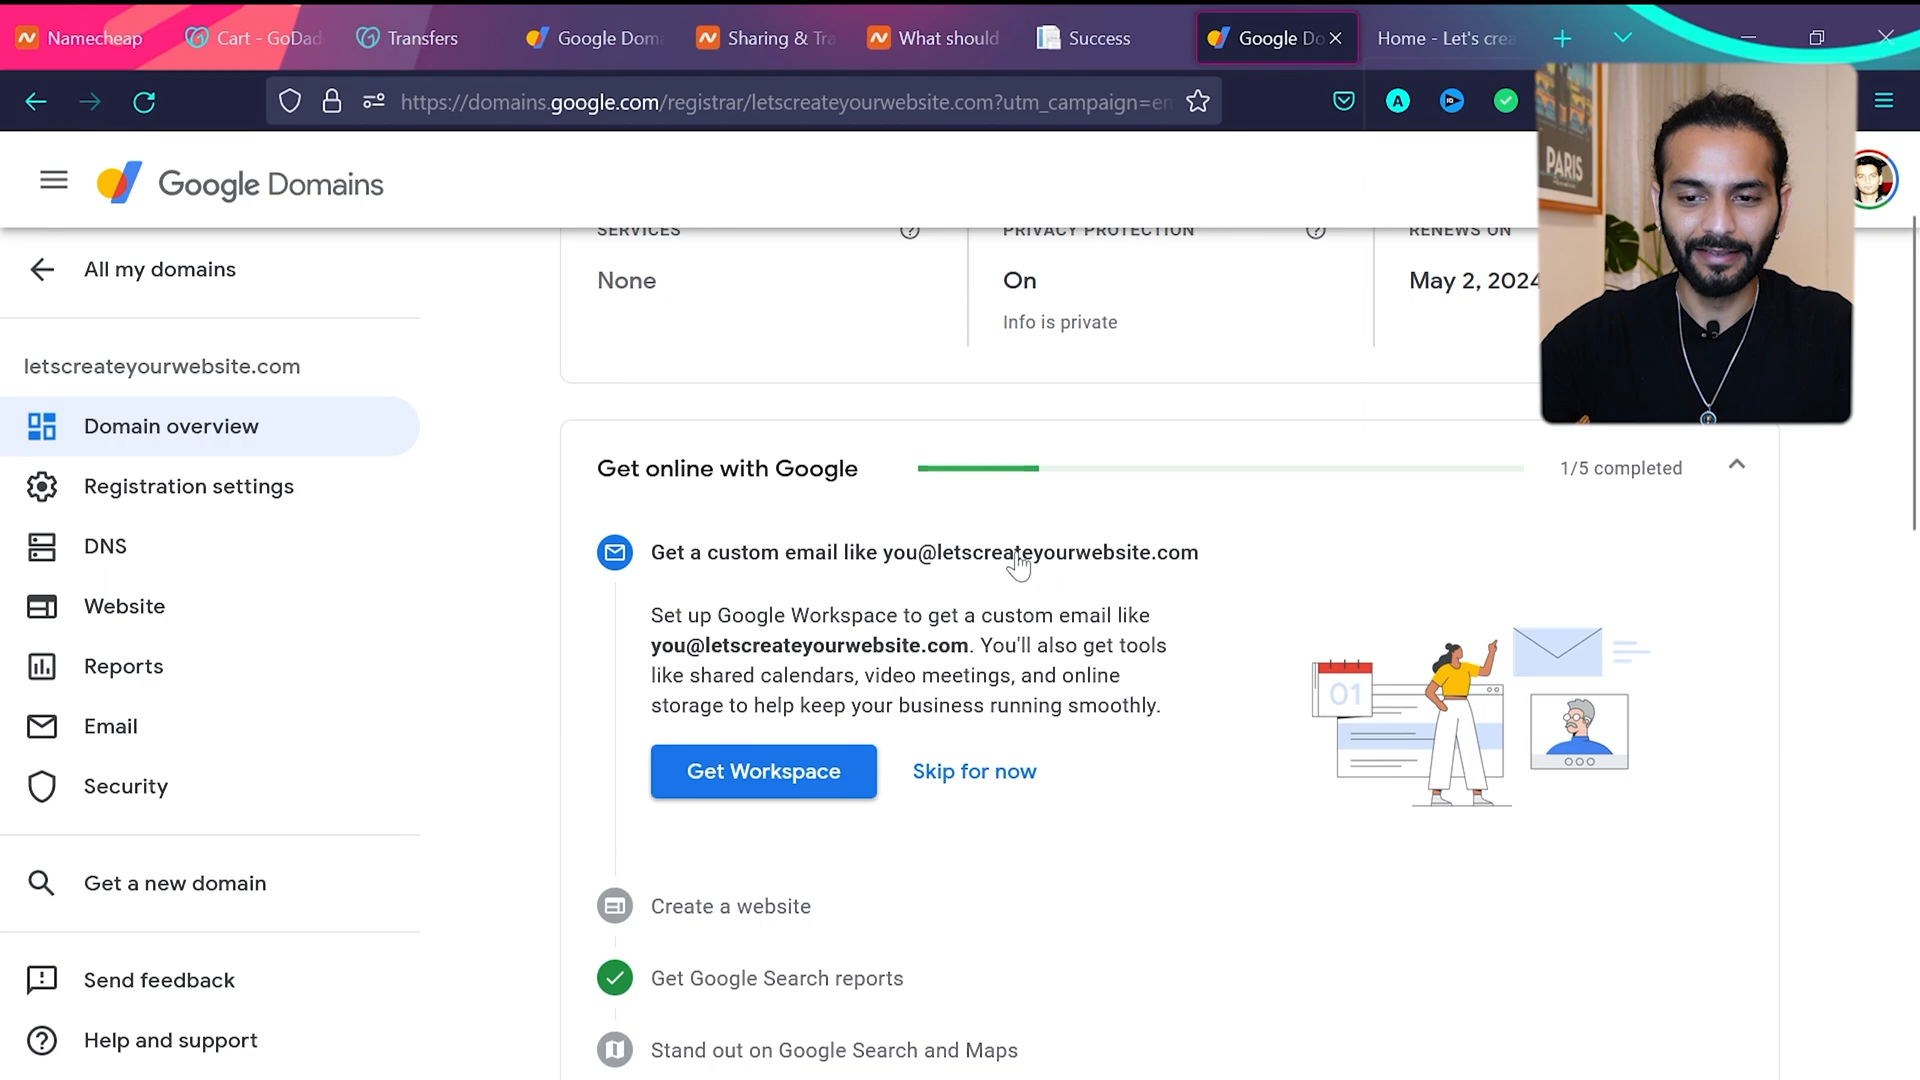 Namecheap
Cart - GoDad
Transfers
Google Dom
Sharing & Tra
What should
Success
Google Do
Home - Let's crea
https://domains.google.com/registrar/letscreateyourwebsite.com?utm_campaign=en
A
PARIS
Google Domains
SERVICES
PRIVACY PROTECTION
RENEWS ON
None
On
May 2, 2024
Info is private
All my domains
letscreateyourwebsite.com
Domain overview
Registration settings
DNS
Website
Reports
Email
Security
Get a new domain
Send feedback
Help and support
Get online with Google
1/5 completed
Get a custom email like you@letscreateyourwebsite.com
Set up Google Workspace to get a custom email like
you@letscreateyourwebsite.com. You'll also get tools
like shared calendars, video meetings, and online
storage to help keep your business running smoothly.
01
Get Workspace
Skip for now
Create a website
Get Google Search reports
Stand out on Google Search and Maps